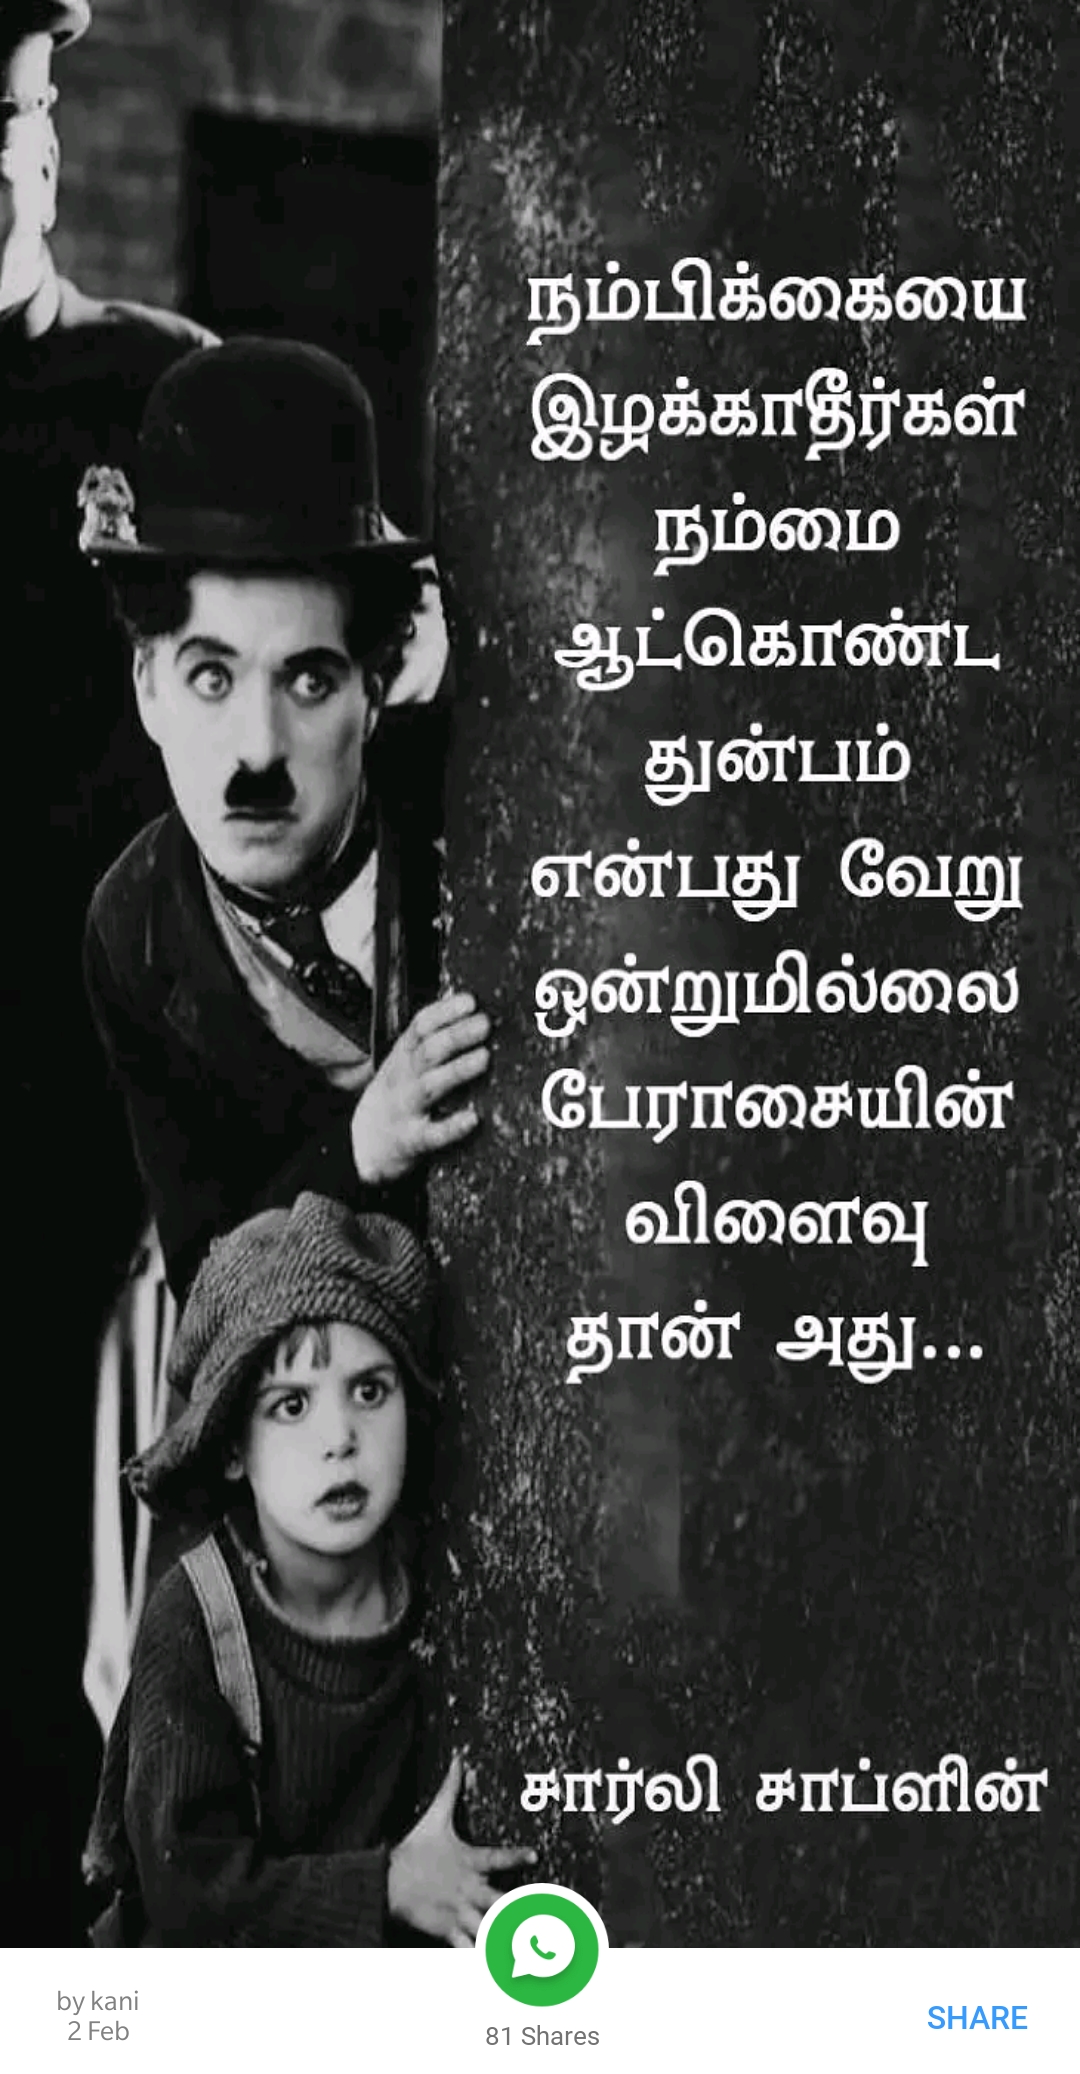 நம்பிக்கையை
இழக்காதீர்கள்
நம்மை
ஆட்கொண்ட
துன்பம்
என்பது வேறு
ஒன்றுமில்லை
பேராசையின்
விளைவு
தான் அது...
சார்லி சாப்ளின்
by kani
2 Feb
81 Shares
SHARE